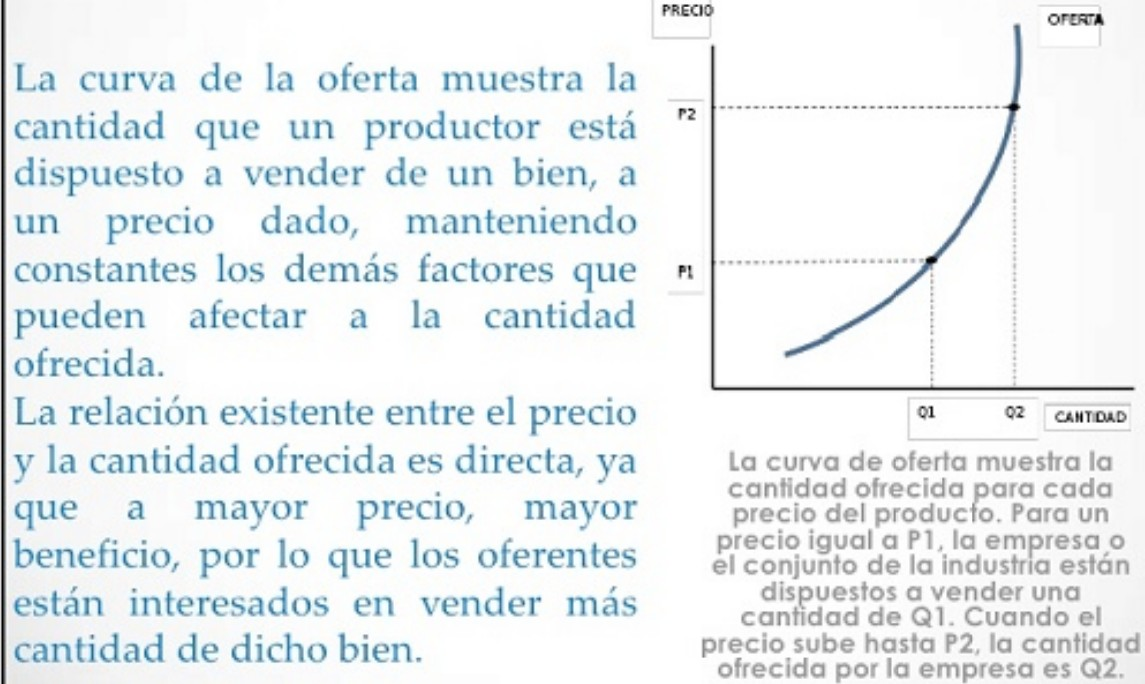 La curva de la oferta muestra la
cantidad que un productor está
dispuesto a vender de un bien, a
un precio dado, manteniendo
constantes los demás factores que
pueden afectar a la cantidad
ofrecida.
La relación existente entre el precio
y la cantidad ofrecida es directa, ya
que a mayor precio, mayor
beneficio, por lo que los oferentes
están interesados en vender más
cantidad de dicho bien.
PRECIO
OFERTA
P2
P1
Q1 Q2
CANTIDAD
La curva de oferta muestra la
cantidad ofrecida para cada
precio del producto. Para un
precio igual a P1, la empresa o
el conjunto de la industria están
dispuestos a vender una
cantidad de Q1. Cuando el
precio sube hasta P2, la cantidad
ofrecida por la empresa es Q2.